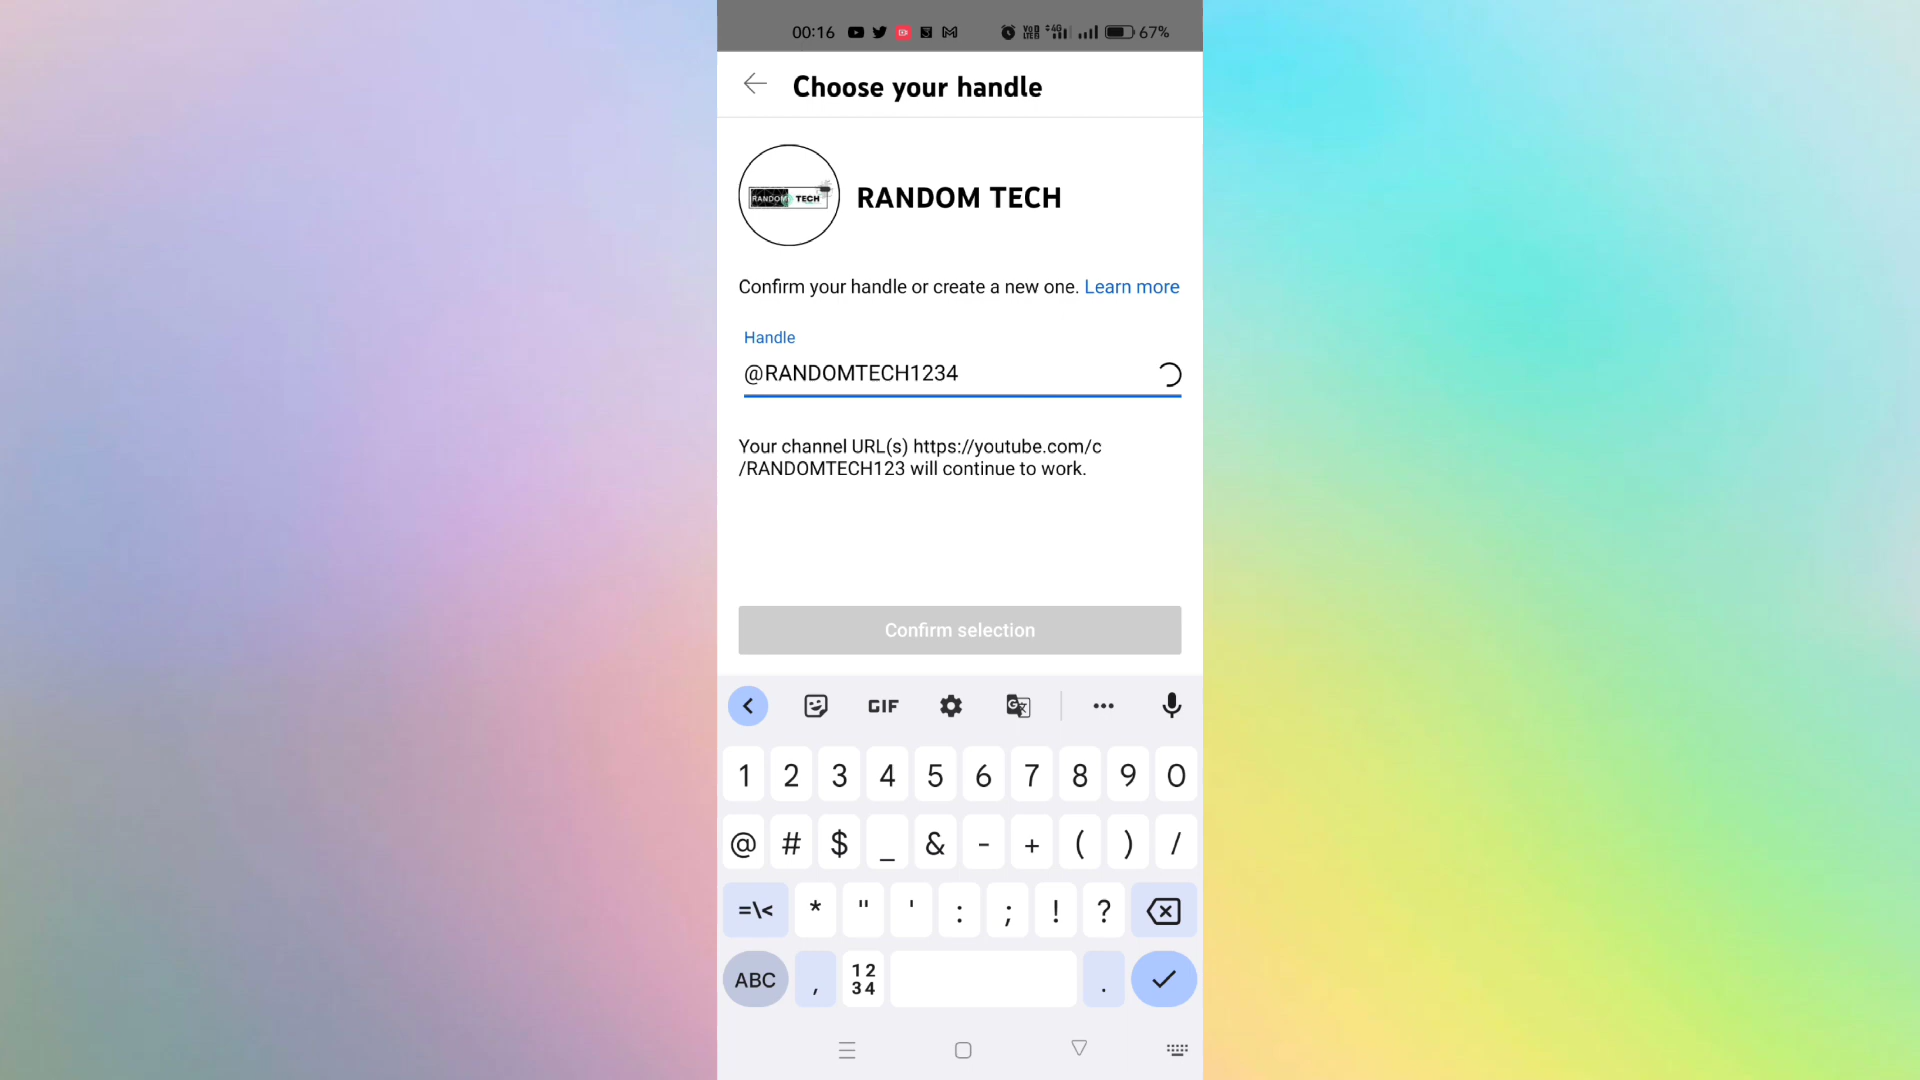 00:16 67%
Choose your handle
RANDOM TECH
RANDOM TECH
Confirm your handle or create a new one. Learn more
Handle
@RANDOMTECH1234
Your channel URL(s) https://youtube.com/c
/RANDOMTECH123 will continue to work.
Confirm selection
GIF
1 2 3 4 5 6 7 8 9 0
@ # $ _ & - + ( ) /
=\< * " ' : ; ! ?
ABC , 12 .
34